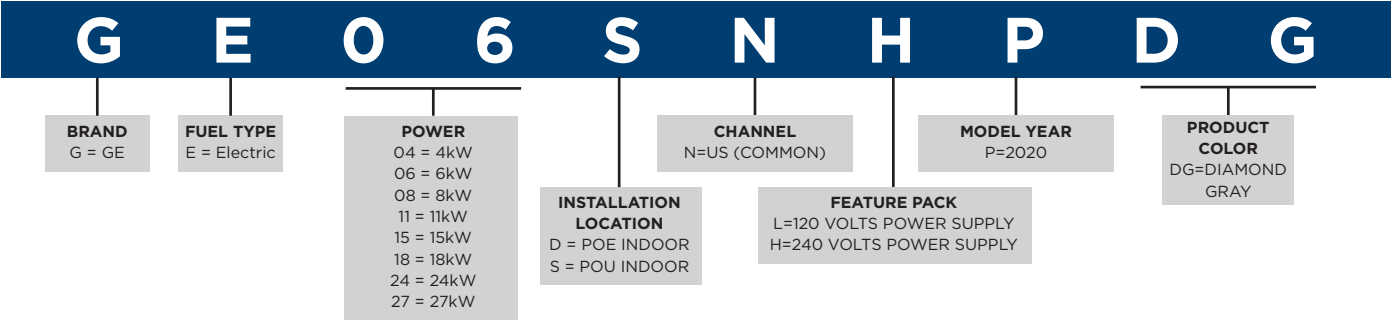 G E 0 6 S N H P D G
BRAND
G = GE
FUEL TYPE
E = Electric
POWER
04 = 4kW
06 = 6kW
08 = 8kW
11 = 11kW
15 = 15kW
18 = 18kW
24 = 24kW
27 = 27kW
INSTALLATION
LOCATION
D = POE INDOOR
S = POU INDOOR
CHANNEL
N=US (COMMON)
FEATURE PACK
L=120 VOLTS POWER SUPPLY
H=240 VOLTS POWER SUPPLY
MODEL YEAR
P=2020
PRODUCT
COLOR
DG=DIAMOND
GRAY